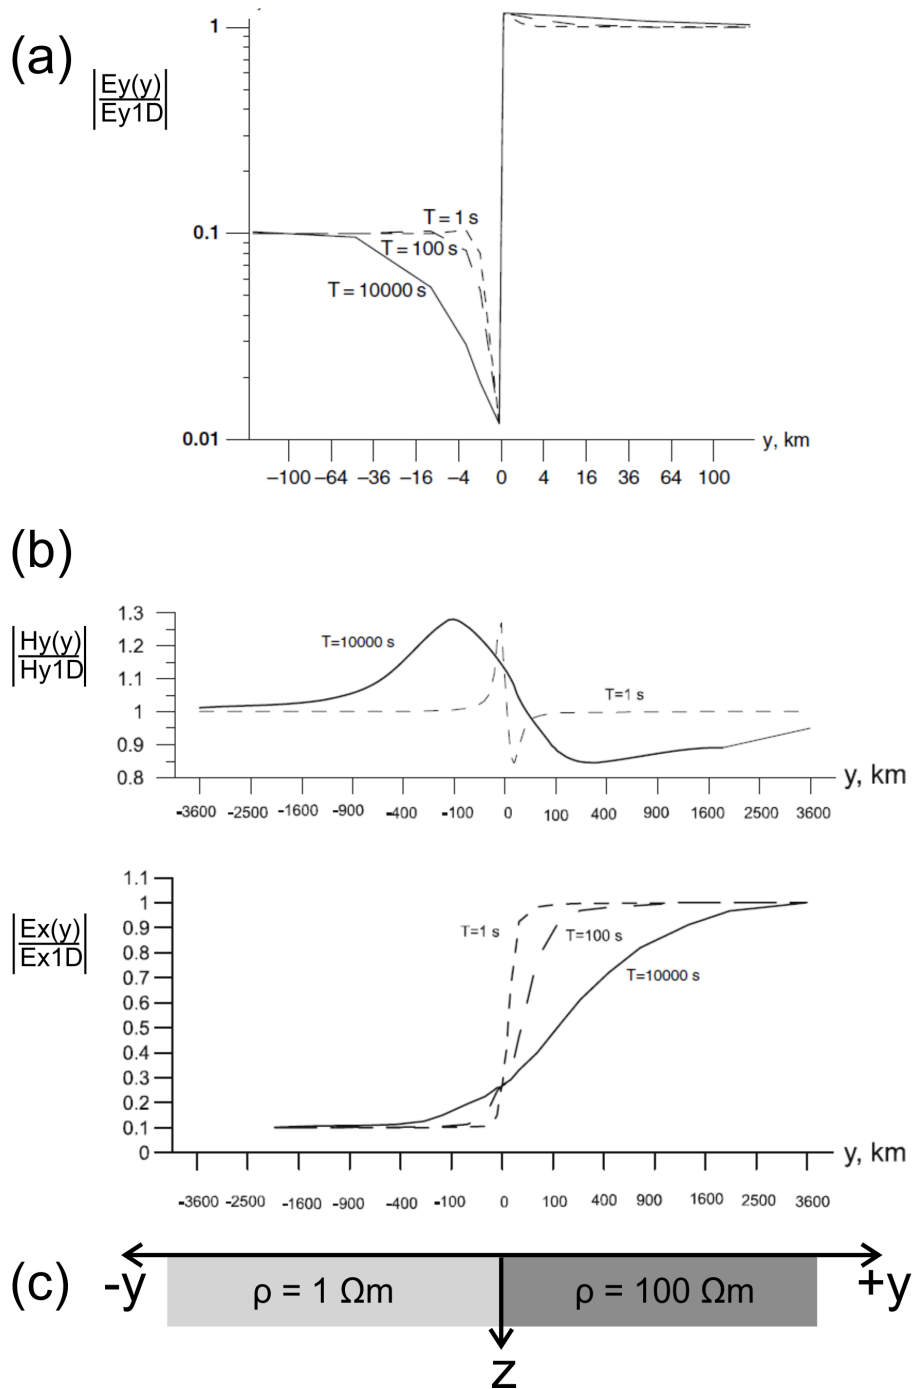 (a)
|Ey(y)|
|Ey1D|
1
0.1
0.01
T = 1 s
T = 100 s
T = 10000 s
y, km
–100 –64 –36 –16 –4 0 4 16 36 64 100
(b)
|Hy(y)|
|Hy1D|
1.3
1.2
1.1
1
0.9
0.8
T=10000 s
T=1 s
y, km
-3600 -2500 -1600 -900 -400 -100 0 100 400 900 1600 2500 3600
|Ex(y)|
|Ex1D|
1.1
1
0.9
0.8
0.7
0.6
0.5
0.4
0.3
0.2
0.1
0
T=1 s
T=100 s
T=10000 s
y, km
-3600 -2500 -1600 -900 -400 -100 0 100 400 900 1600 2500 3600
(c)
-y
ρ = 1 Ωm
ρ = 100 Ωm
+y
z